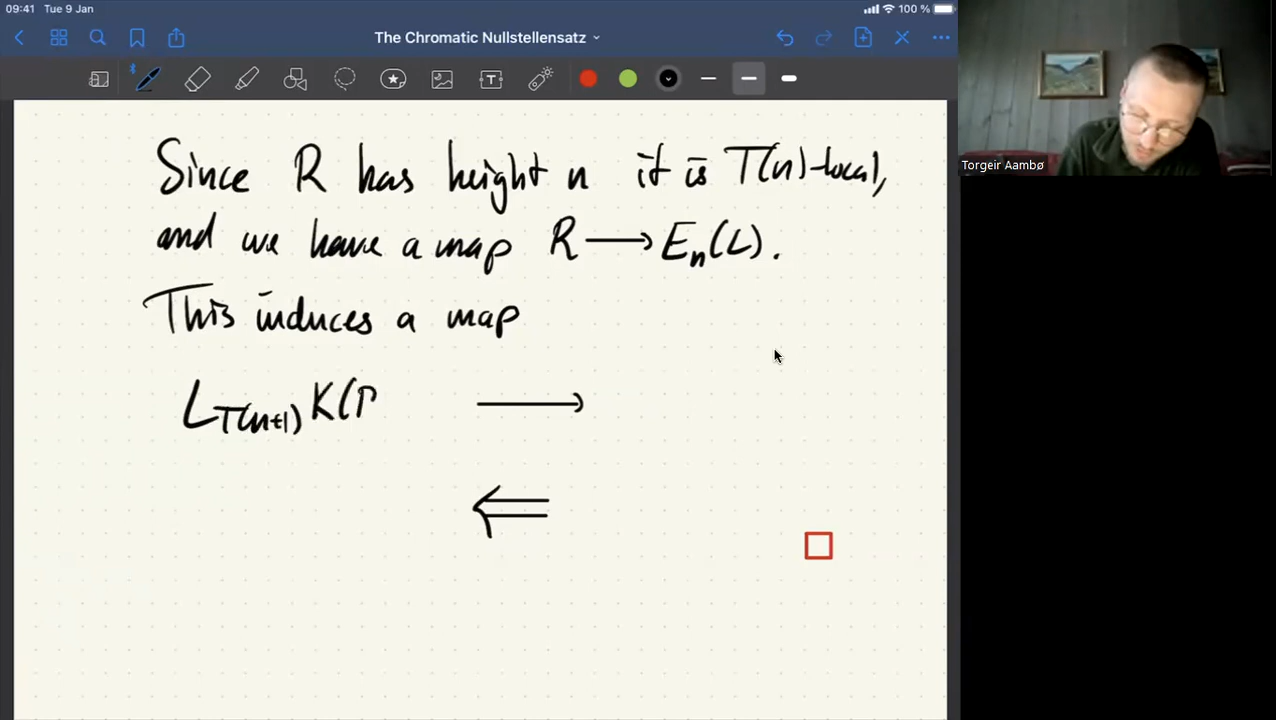 09:41 Tue 9 Jan
100 %
The Chromatic Nullstellensatz
T
Torgeir Aambø
Since R has height n it is T(n)-local,
and we have a map R ⟶ Eₙ(L).
This induces a map
L_{T(n+1)} K(R ⟶
⟸